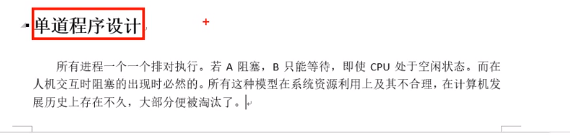 单道程序设计
所有进程一个一个排对执行。若 A 阻塞，B 只能等待，即使 CPU 处于空闲状态。而在
人机交互时阻塞的出现时必然的。所有这种模型在系统资源利用上及其不合理，在计算机发
展历史上存在不久，大部分便被淘汰了。